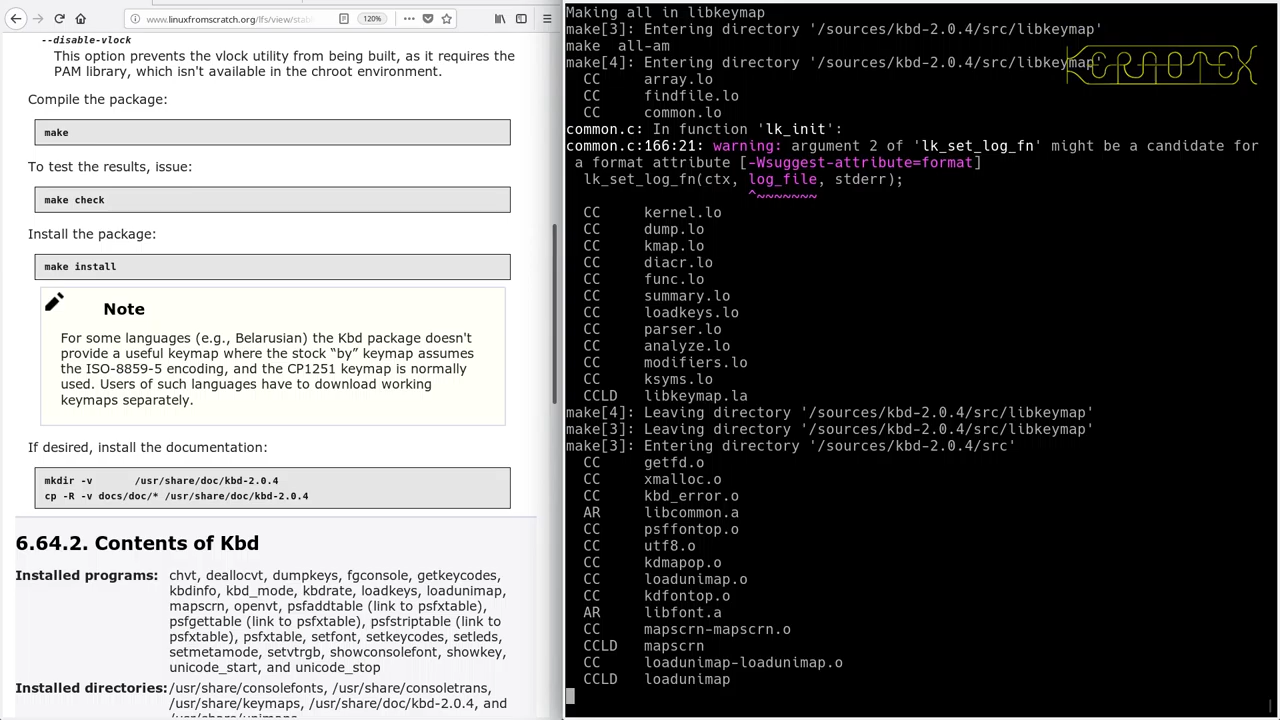 www.linuxfromscratch.org/lfs/view/stabl
120%
--disable-vlock
This option prevents the vlock utility from being built, as it requires the
PAM library, which isn't available in the chroot environment.
Compile the package:
make
To test the results, issue:
make check
Install the package:
make install
Note
For some languages (e.g., Belarusian) the Kbd package doesn't
provide a useful keymap where the stock “by” keymap assumes
the ISO-8859-5 encoding, and the CP1251 keymap is normally
used. Users of such languages have to download working
keymaps separately.
If desired, install the documentation:
mkdir -v       /usr/share/doc/kbd-2.0.4
cp -R -v docs/doc/* /usr/share/doc/kbd-2.0.4
6.64.2. Contents of Kbd
Installed programs: chvt, deallocvt, dumpkeys, fgconsole, getkeycodes,
kbdinfo, kbd_mode, kbdrate, loadkeys, loadunimap,
mapscrn, openvt, psfaddtable (link to psfxtable),
psfgettable (link to psfxtable), psfstriptable (link to
psfxtable), psfxtable, setfont, setkeycodes, setleds,
setmetamode, setvtrgb, showconsolefont, showkey,
unicode_start, and unicode_stop
Installed directories: /usr/share/consolefonts, /usr/share/consoletrans,
/usr/share/keymaps, /usr/share/doc/kbd-2.0.4, and
/usr/share/unimaps
Making all in libkeymap
make[3]: Entering directory '/sources/kbd-2.0.4/src/libkeymap'
make  all-am
make[4]: Entering directory '/sources/kbd-2.0.4/src/libkeymap'
KREAOTEX
CC     array.lo
CC     findfile.lo
CC     common.lo
common.c: In function 'lk_init':
common.c:166:21: warning: argument 2 of 'lk_set_log_fn' might be a candidate for
a format attribute [-Wsuggest-attribute=format]
lk_set_log_fn(ctx, log_file, stderr);
^~~~~~~~
CC     kernel.lo
CC     dump.lo
CC     kmap.lo
CC     diacr.lo
CC     func.lo
CC     summary.lo
CC     loadkeys.lo
CC     parser.lo
CC     analyze.lo
CC     modifiers.lo
CC     ksyms.lo
CCLD   libkeymap.la
make[4]: Leaving directory '/sources/kbd-2.0.4/src/libkeymap'
make[3]: Leaving directory '/sources/kbd-2.0.4/src/libkeymap'
make[3]: Entering directory '/sources/kbd-2.0.4/src'
CC     getfd.o
CC     xmalloc.o
CC     kbd_error.o
AR     libcommon.a
CC     psffontop.o
CC     utf8.o
CC     kdmapop.o
CC     loadunimap.o
CC     kdfontop.o
AR     libfont.a
CC     mapscrn-mapscrn.o
CCLD   mapscrn
CC     loadunimap-loadunimap.o
CCLD   loadunimap